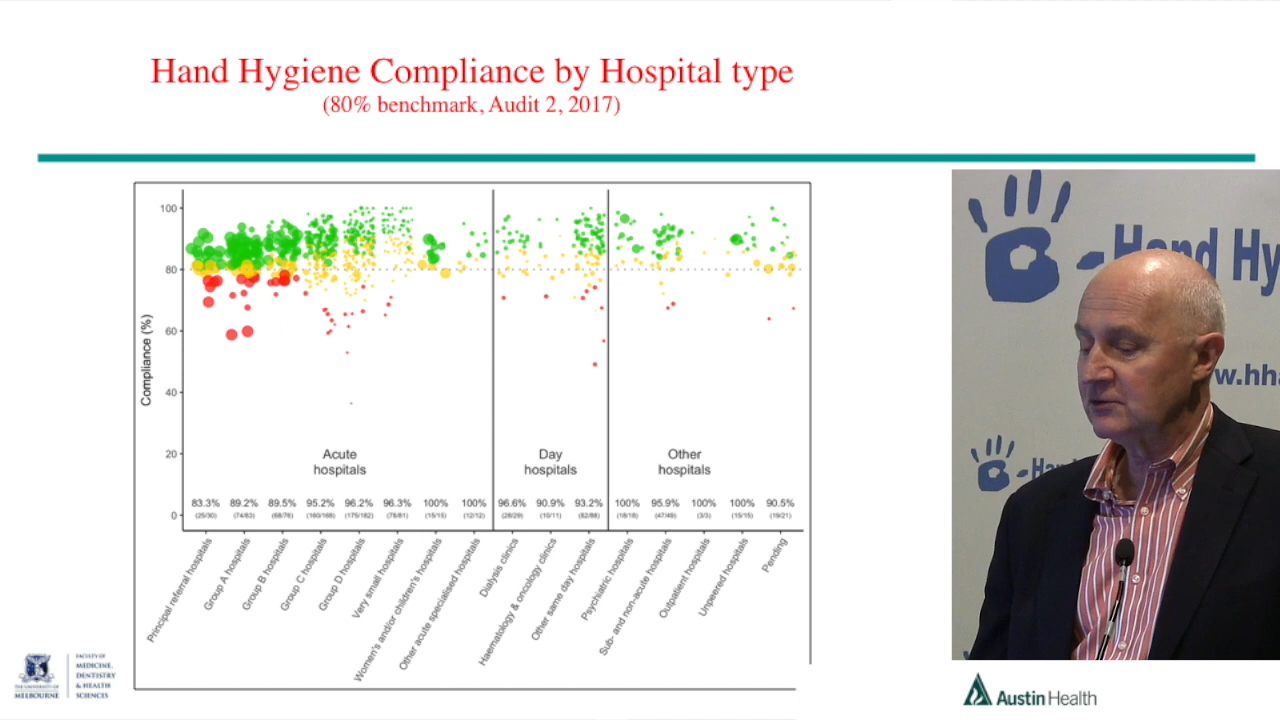 Hand Hygiene Compliance by Hospital type
(80% benchmark, Audit 2, 2017)
Compliance (%)
100
80
60
40
20
0
Acute
hospitals
Day
hospitals
Other
hospitals
83.3% 89.2% 89.5% 95.2% 96.2% 96.3% 100% 100% 96.6% 90.9% 93.2% 100% 95.9% 100% 100% 90.5%
(25/30) (74/83) (68/76) (160/168) (175/182) (78/81) (15/15) (12/12) (28/29) (10/11) (82/88) (18/18) (47/49) (3/3) (15/15) (19/21)
Principal referral hospitals
Group A hospitals
Group B hospitals
Group C hospitals
Group D hospitals
Very small hospitals
Women's and/or children's hospitals
Other acute specialised hospitals
Dialysis clinics
Haematology & oncology clinics
Other same day hospitals
Psychiatric hospitals
Sub- and non-acute hospitals
Outpatient hospitals
Unpeered hospitals
Pending
- Hand Hy
w.hha
- Ha
THE UNIVERSITY OF
MELBOURNE
FACULTY OF
MEDICINE,
DENTISTRY
& HEALTH
SCIENCES
Austin Health